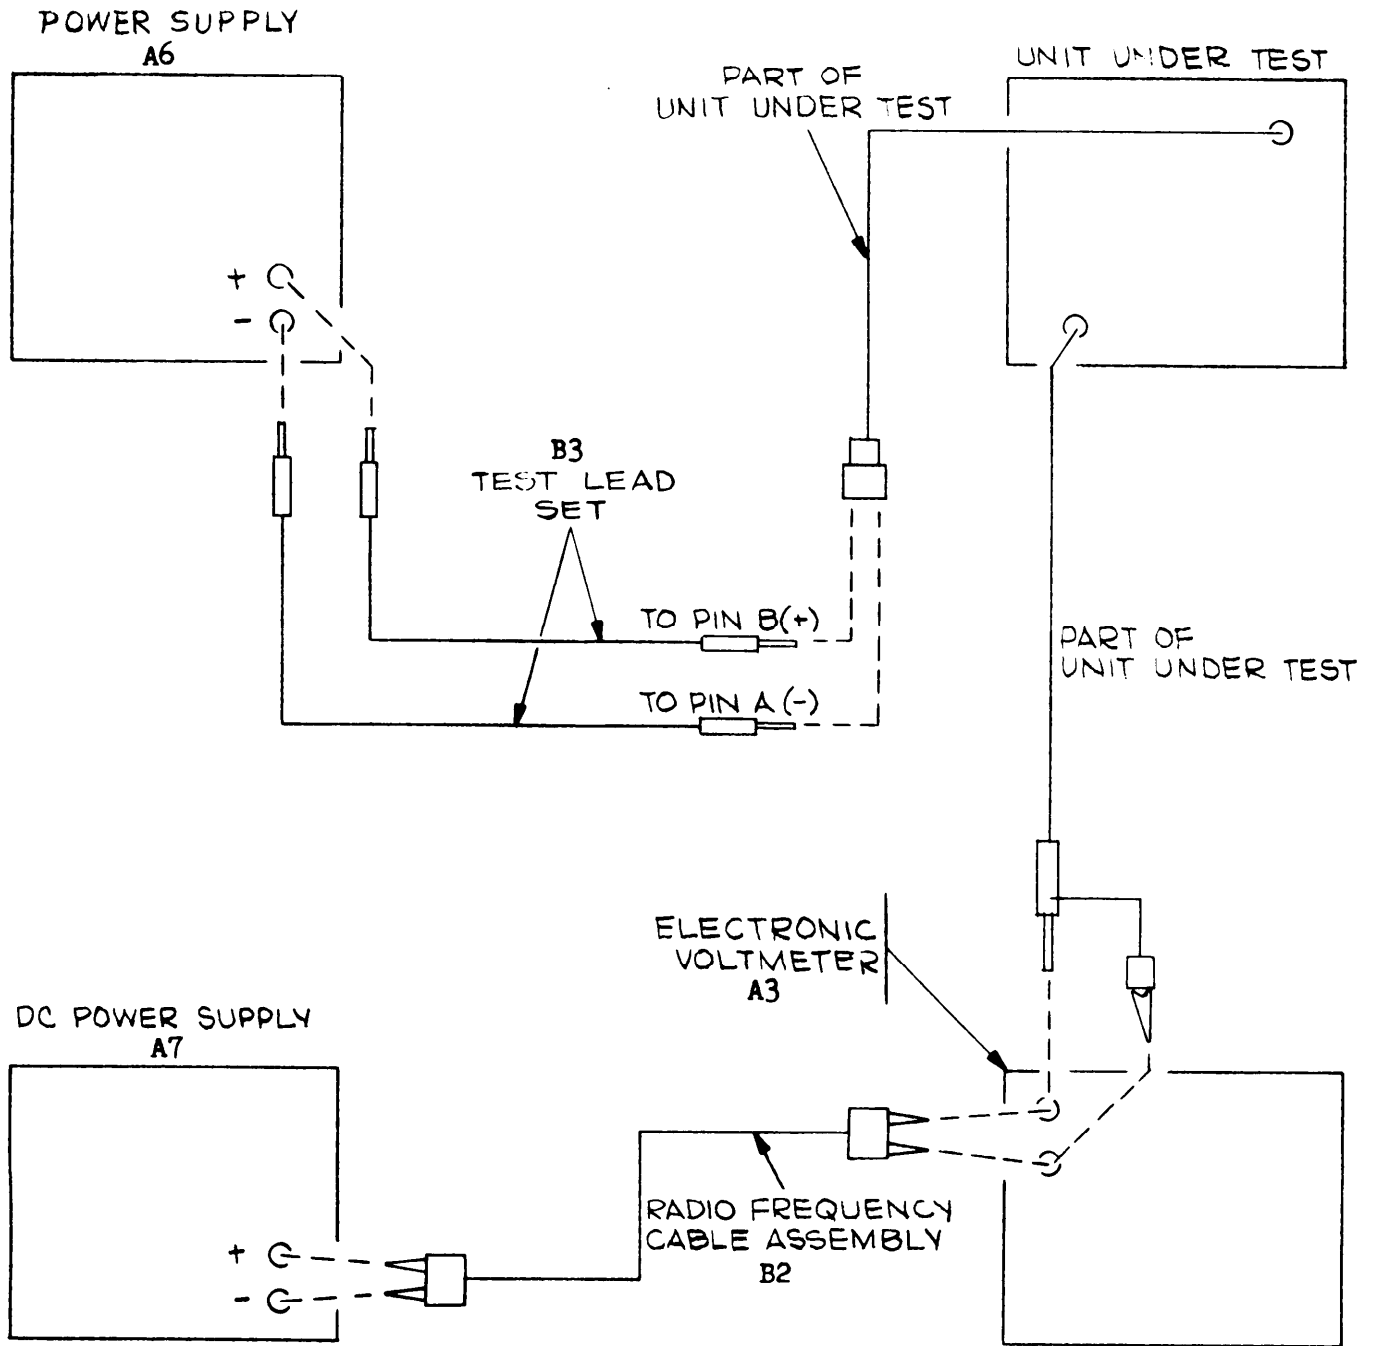 POWER SUPPLY
A6
UNIT UNDER TEST
PART OF
UNIT UNDER TEST
+
-
B3
TEST LEAD
SET
TO PIN B(+)
TO PIN A (-)
PART OF
UNIT UNDER TEST
ELECTRONIC
VOLTMETER
A3
DC POWER SUPPLY
A7
RADIO FREQUENCY
CABLE ASSEMBLY
B2
+
-